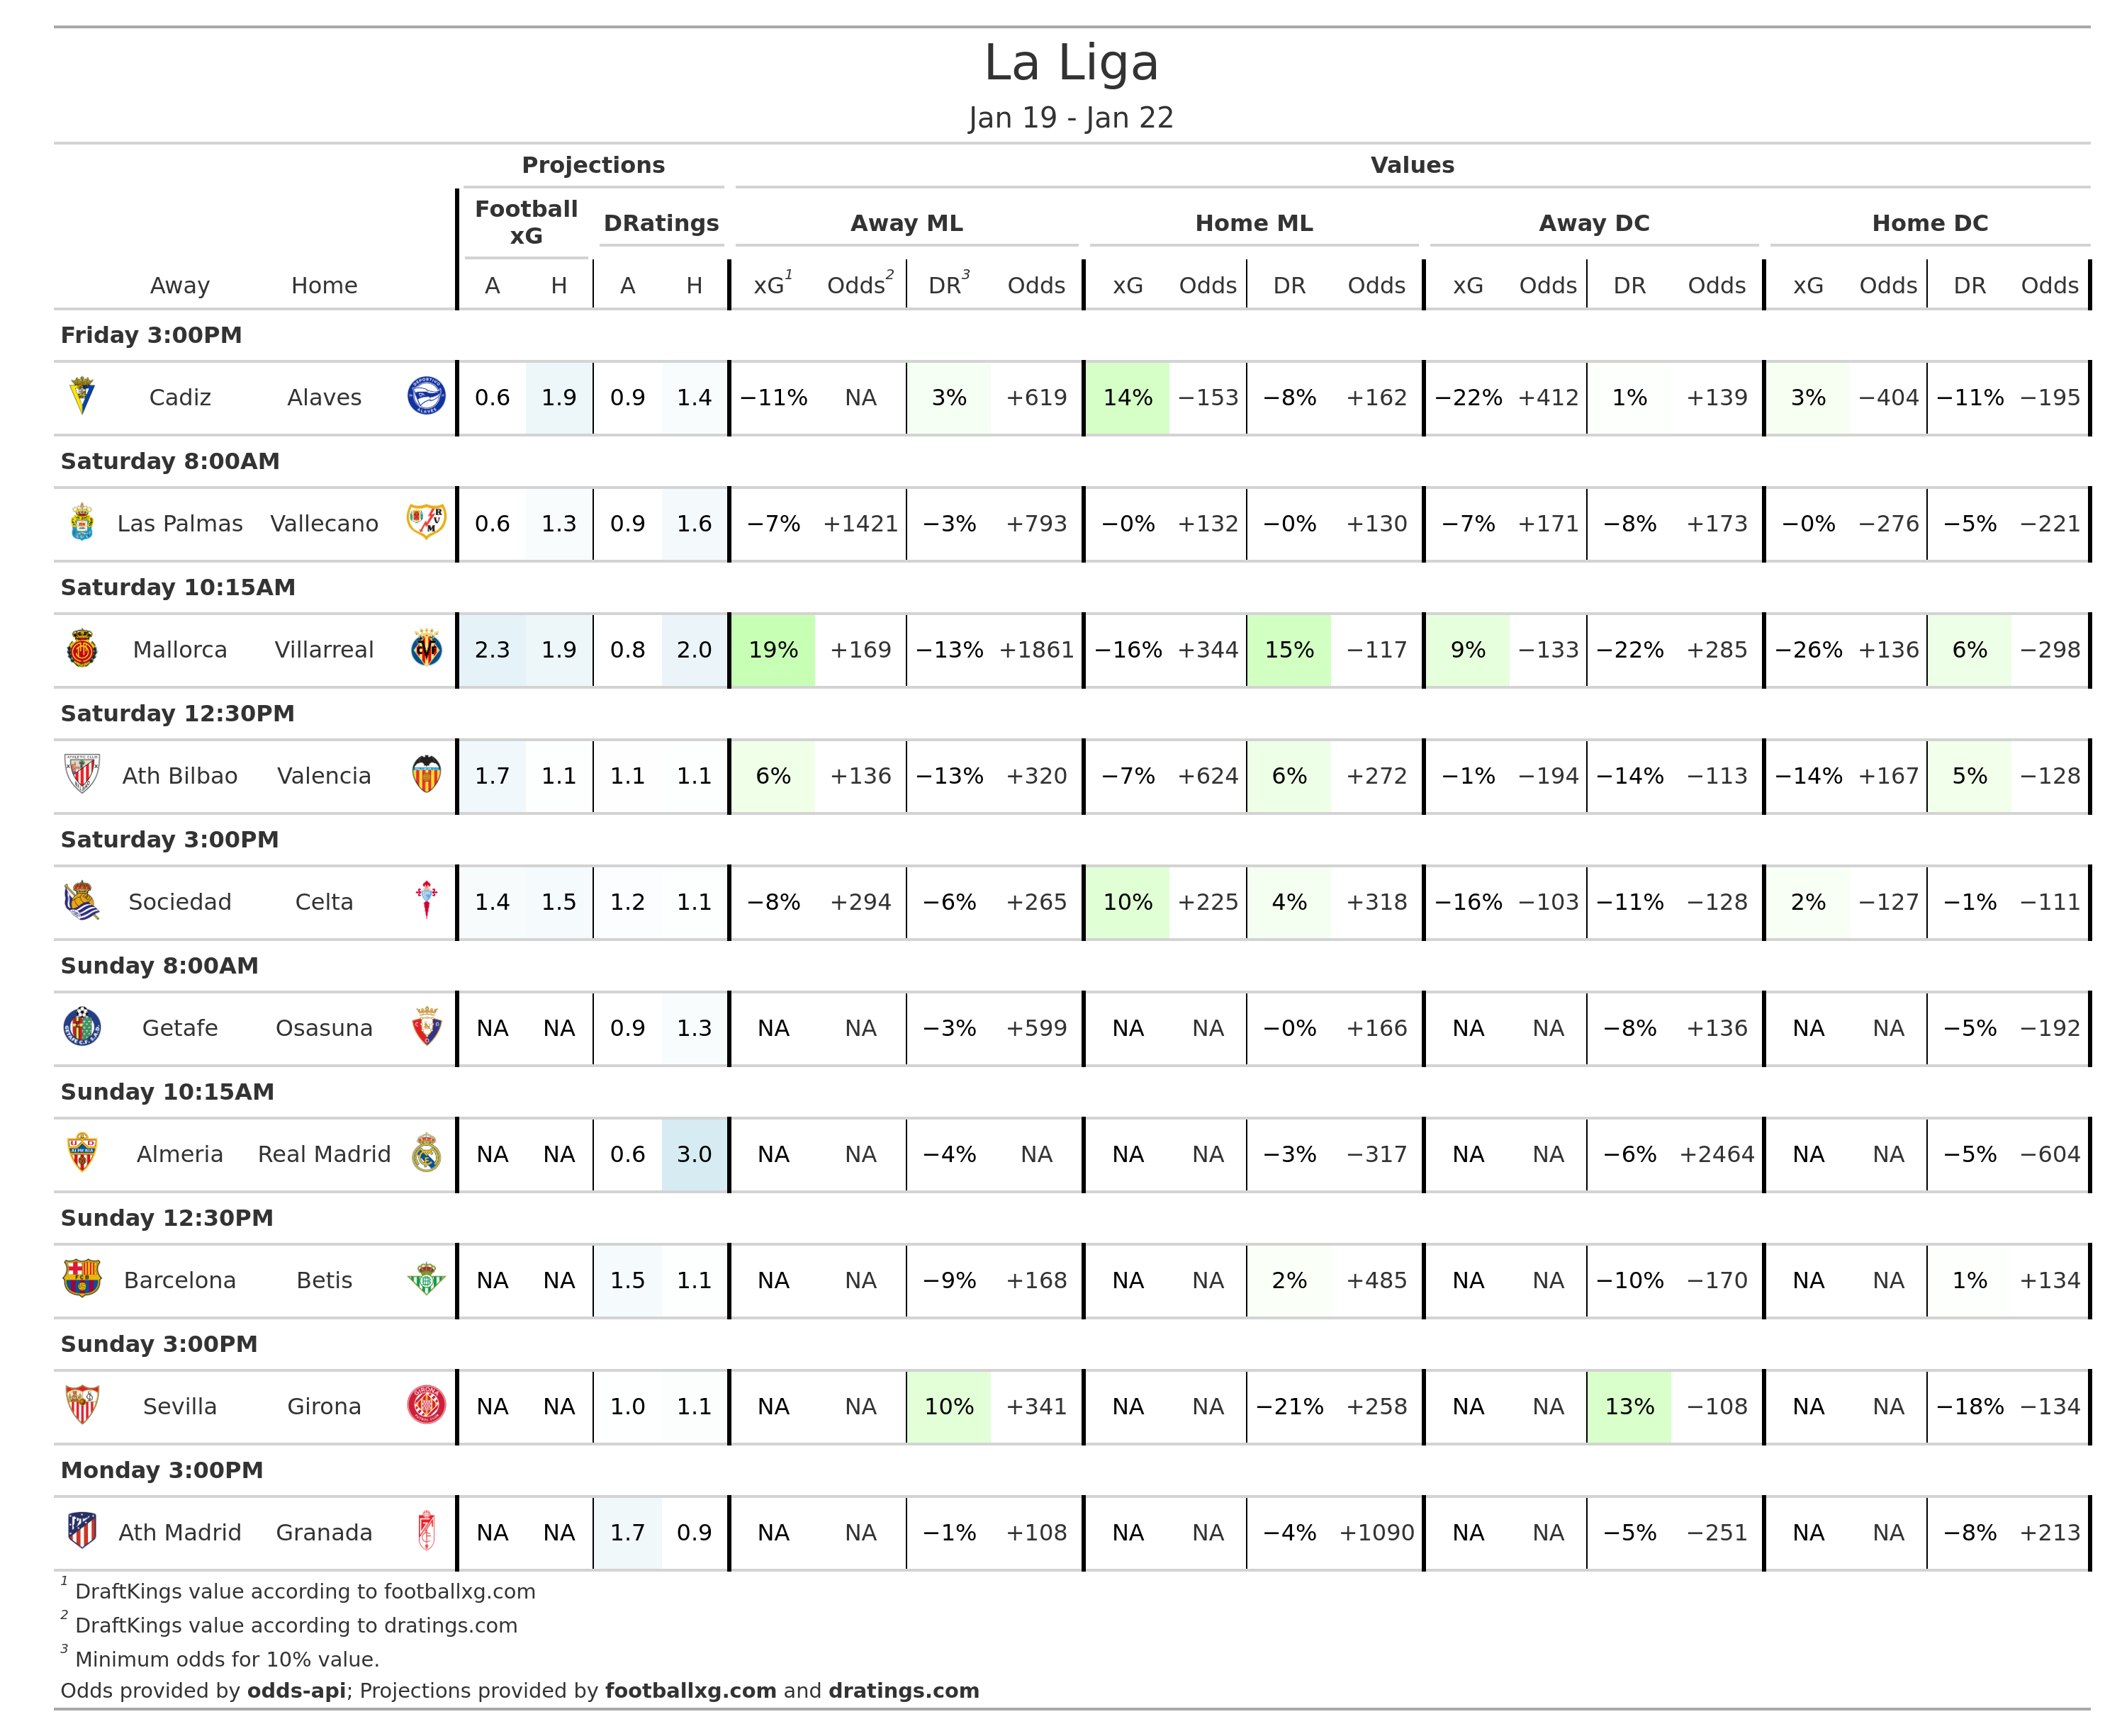 La Liga
Jan 19 - Jan 22
Projections Values
Football xG DRatings Away ML Home ML Away DC Home DC
Away Home A H A H xG1 Odds2 DR3 Odds xG Odds DR Odds xG Odds DR Odds xG Odds DR Odds
Friday 3:00PM
Cadiz Alaves 0.6 1.9 0.9 1.4 −11% NA 3% +619 14% −153 −8% +162 −22% +412 1% +139 3% −404 −11% −195
Saturday 8:00AM
Las Palmas Vallecano 0.6 1.3 0.9 1.6 −7% +1421 −3% +793 −0% +132 −0% +130 −7% +171 −8% +173 −0% −276 −5% −221
Saturday 10:15AM
Mallorca Villarreal 2.3 1.9 0.8 2.0 19% +169 −13% +1861 −16% +344 15% −117 9% −133 −22% +285 −26% +136 6% −298
Saturday 12:30PM
Ath Bilbao Valencia 1.7 1.1 1.1 1.1 6% +136 −13% +320 −7% +624 6% +272 −1% −194 −14% −113 −14% +167 5% −128
Saturday 3:00PM
Sociedad Celta 1.4 1.5 1.2 1.1 −8% +294 −6% +265 10% +225 4% +318 −16% −103 −11% −128 2% −127 −1% −111
Sunday 8:00AM
Getafe Osasuna NA NA 0.9 1.3 NA NA −3% +599 NA NA −0% +166 NA NA −8% +136 NA NA −5% −192
Sunday 10:15AM
Almeria Real Madrid NA NA 0.6 3.0 NA NA −4% NA NA NA −3% −317 NA NA −6% +2464 NA NA −5% −604
Sunday 12:30PM
Barcelona Betis NA NA 1.5 1.1 NA NA −9% +168 NA NA 2% +485 NA NA −10% −170 NA NA 1% +134
Sunday 3:00PM
Sevilla Girona NA NA 1.0 1.1 NA NA 10% +341 NA NA −21% +258 NA NA 13% −108 NA NA −18% −134
Monday 3:00PM
Ath Madrid Granada NA NA 1.7 0.9 NA NA −1% +108 NA NA −4% +1090 NA NA −5% −251 NA NA −8% +213
1 DraftKings value according to footballxg.com
2 DraftKings value according to dratings.com
3 Minimum odds for 10% value.
Odds provided by odds-api; Projections provided by footballxg.com and dratings.com